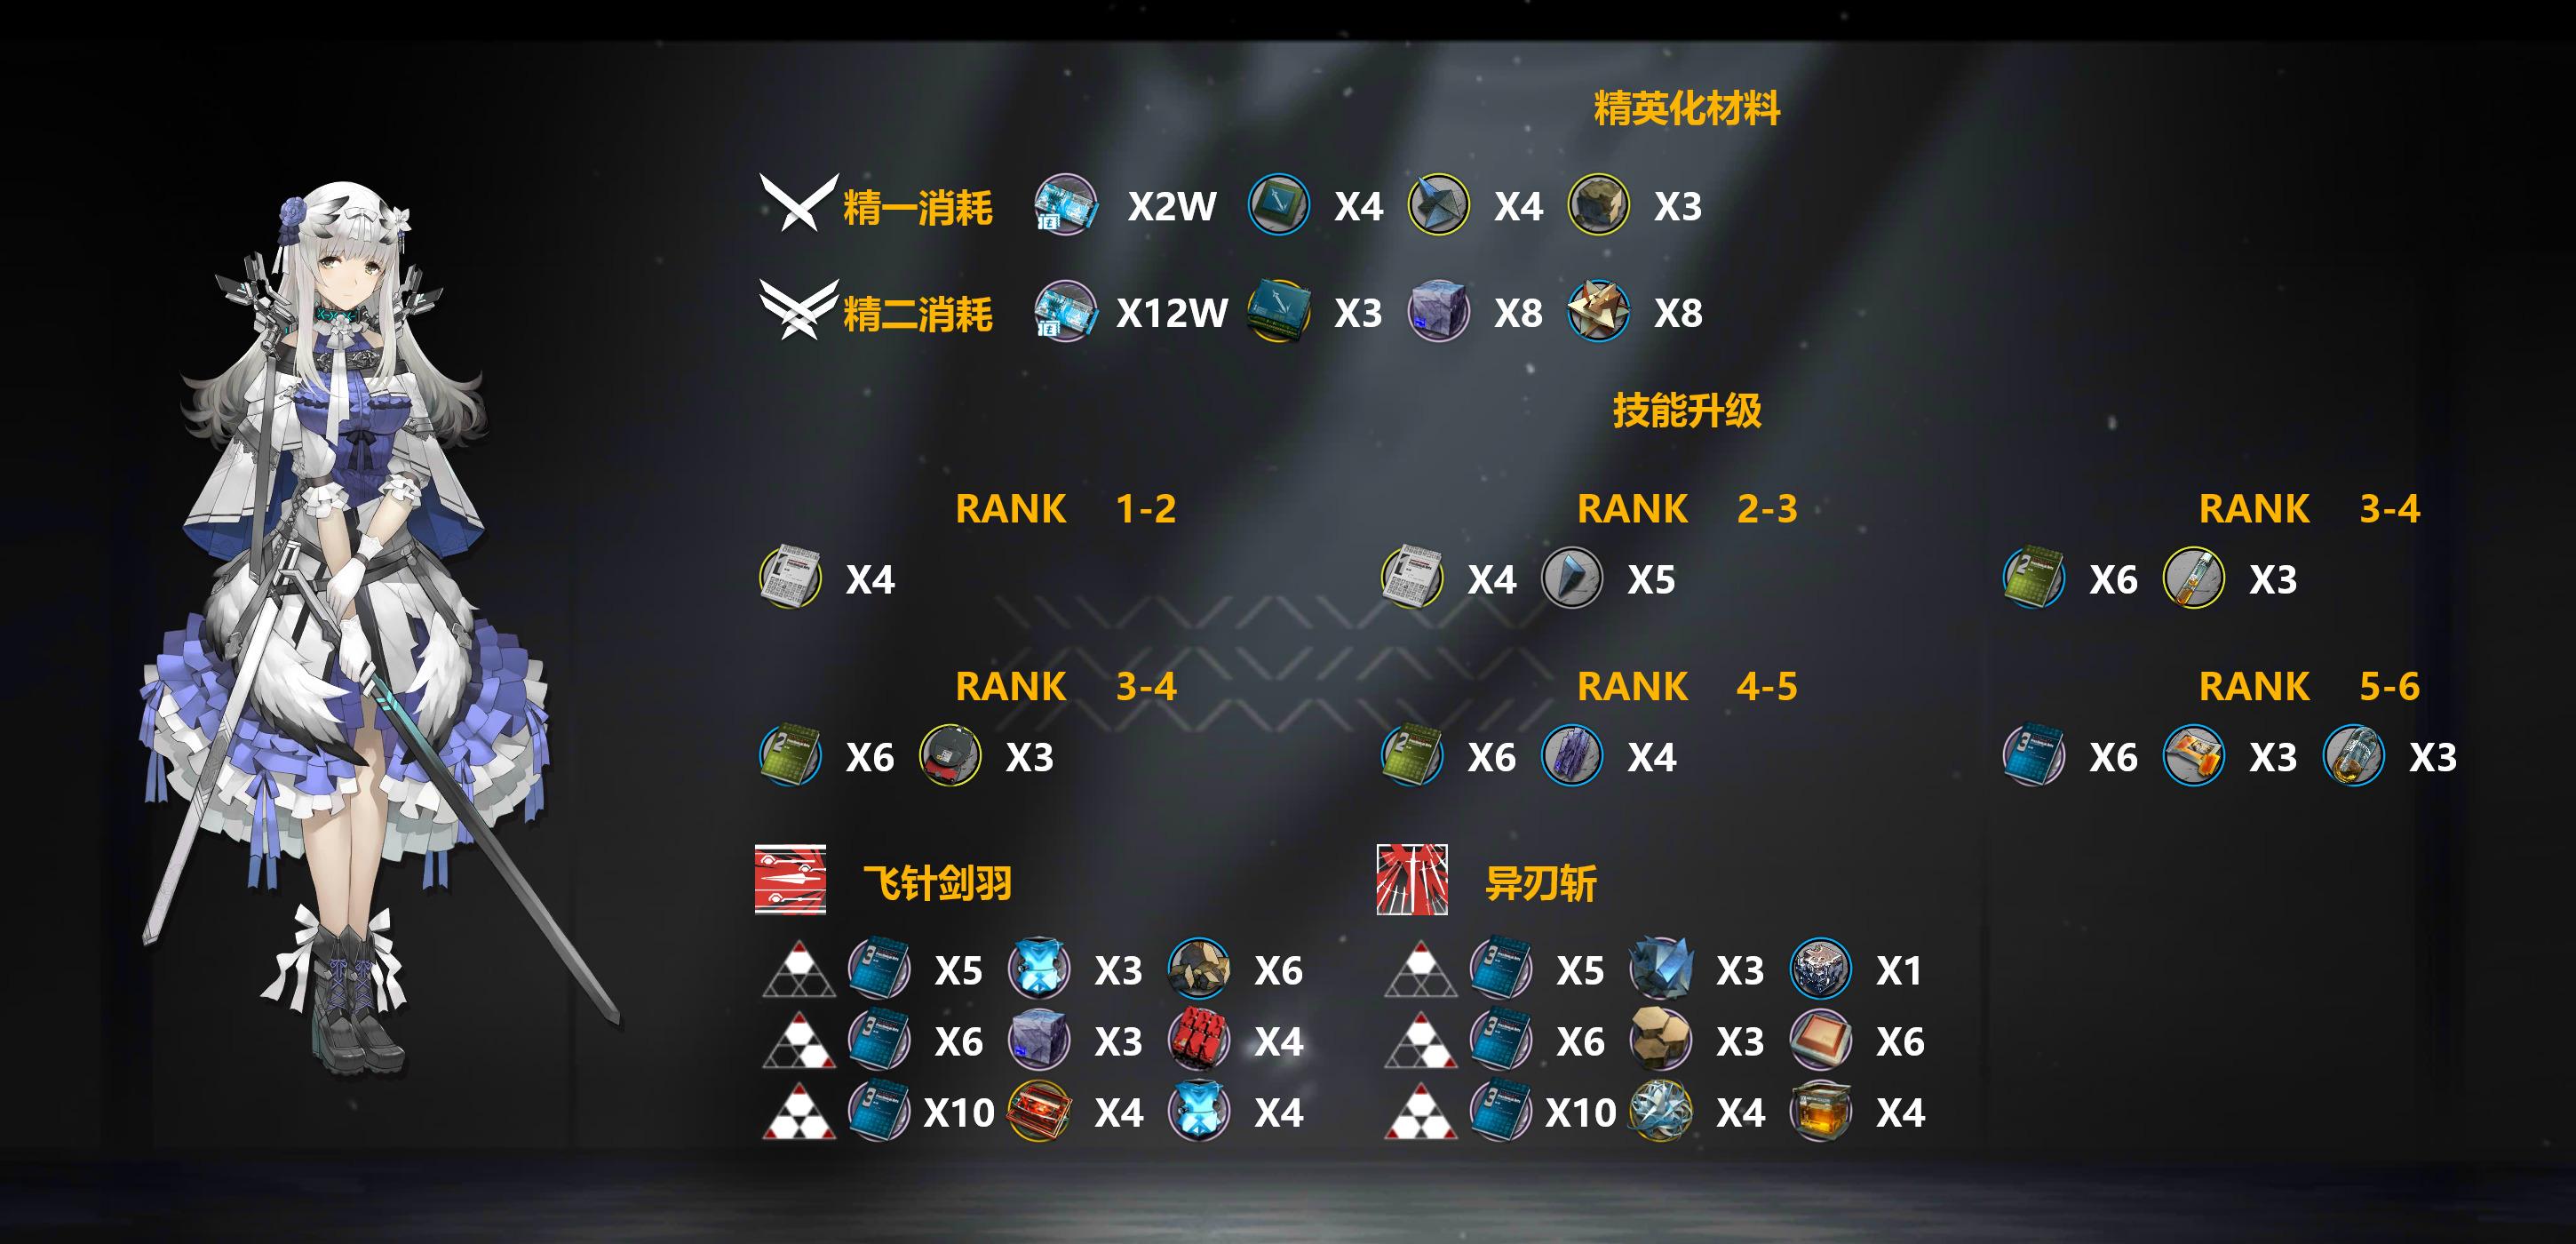 精英化材料
精一消耗 X2W X4 X4 X3
精二消耗 X12W X3 X8 X8
技能升级
RANK 1-2 RANK 2-3 RANK 3-4
X4 X4 X5 X6 X3
RANK 3-4 RANK 4-5 RANK 5-6
X6 X3 X6 X4 X6 X3 X3
飞针剑羽 异刃斩
X5 X3 X6 X5 X3 X1
X6 X3 X4 X6 X3 X6
X10 X4 X4 X10 X4 X4